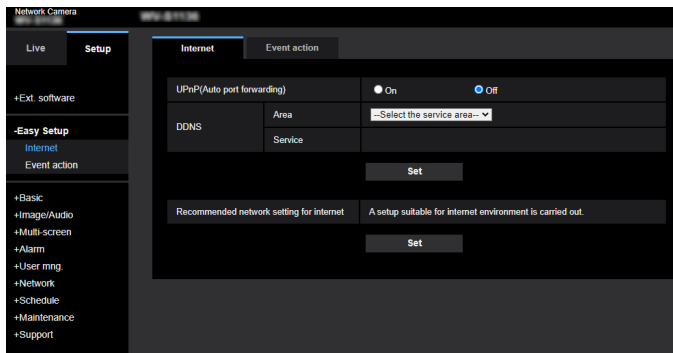 Network Camera
Live
Setup
+Ext. software
-Easy Setup
Internet
Event action
+Basic
+Image/Audio
+Multi-screen
+Alarm
+User mng.
+Network
+Schedule
+Maintenance
+Support
Internet
Event action
UPnP(Auto port forwarding)
On
Off
DDNS
Area
--Select the service area--
Service
Set
Recommended network setting for internet
A setup suitable for internet environment is carried out.
Set